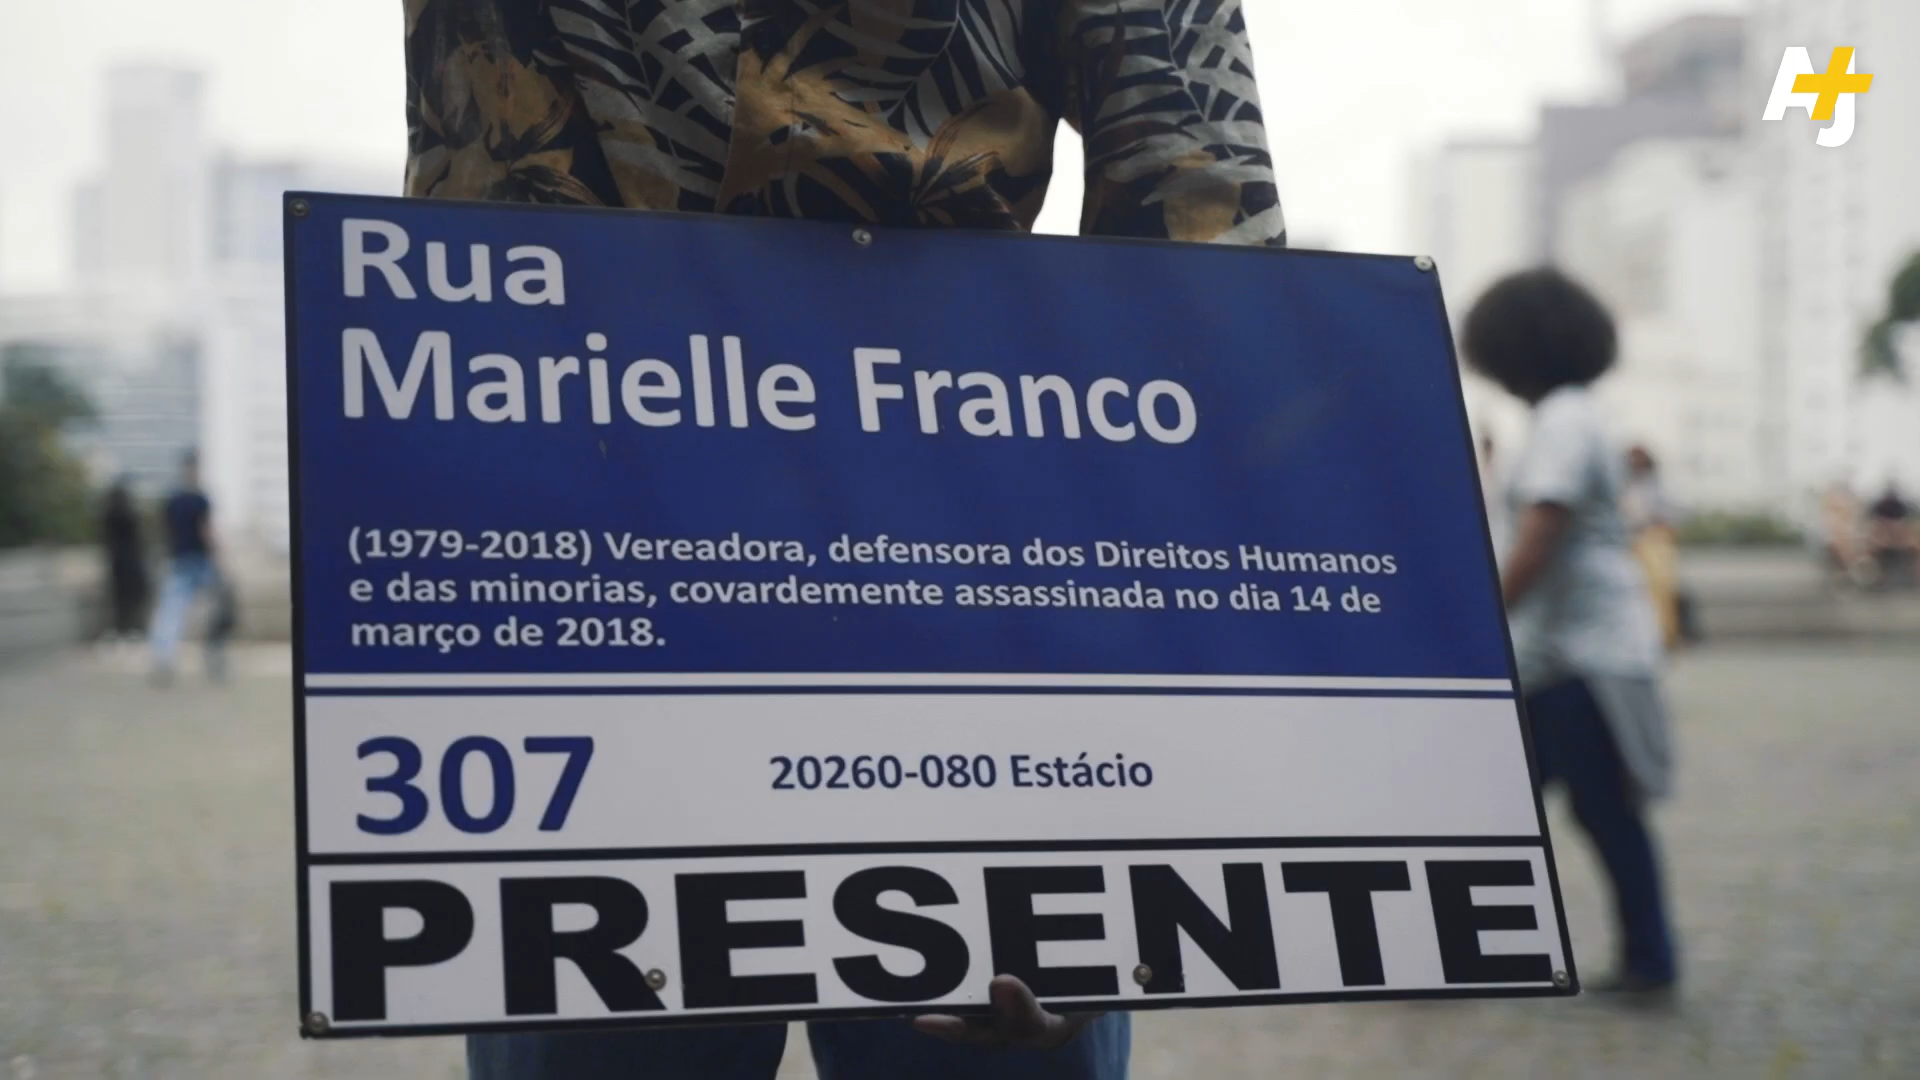 AJ+
Rua
Marielle Franco
(1979-2018) Vereadora, defensora dos Direitos Humanos
e das minorias, covardemente assassinada no dia 14 de
março de 2018.
307 20260-080 Estácio
PRESENTE